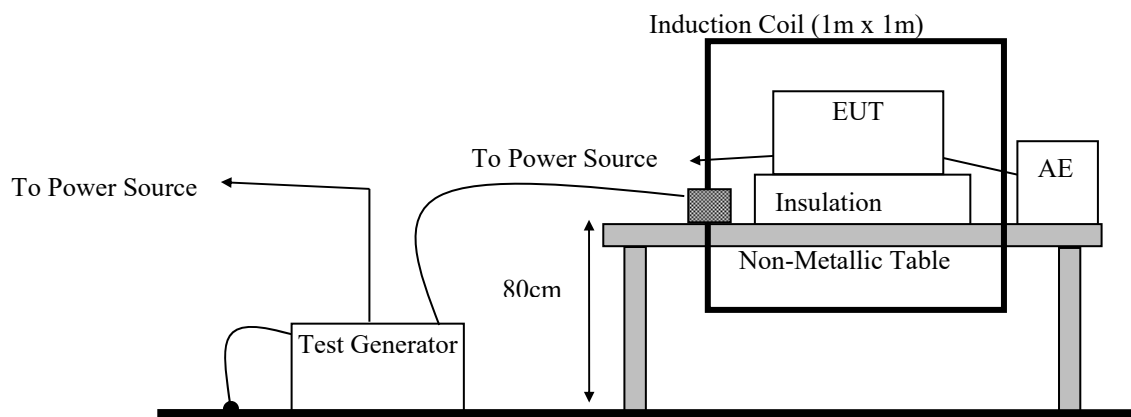 Induction Coil (1m x 1m)
EUT
To Power Source
AE
To Power Source
Insulation
Non-Metallic Table
80cm
Test Generator